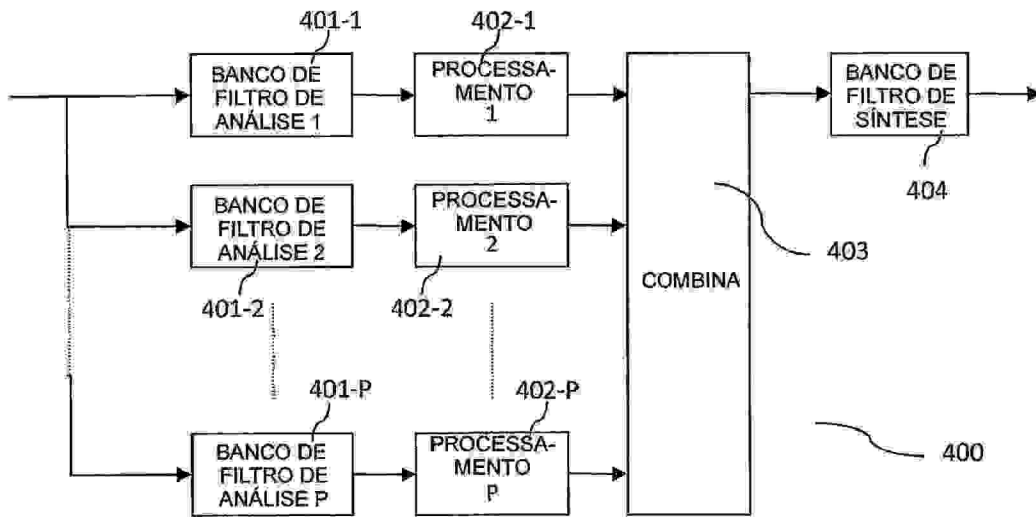 401-1
402-1
BANCO DE
FILTRO DE
ANÁLISE 1
PROCESSA-
MENTO
1
BANCO DE
FILTRO DE
SÍNTESE
404
BANCO DE
FILTRO DE
ANÁLISE 2
PROCESSA-
MENTO
2
401-2
402-2
COMBINA
403
401-P
402-P
BANCO DE
FILTRO DE
ANÁLISE P
PROCESSA-
MENTO
P
400